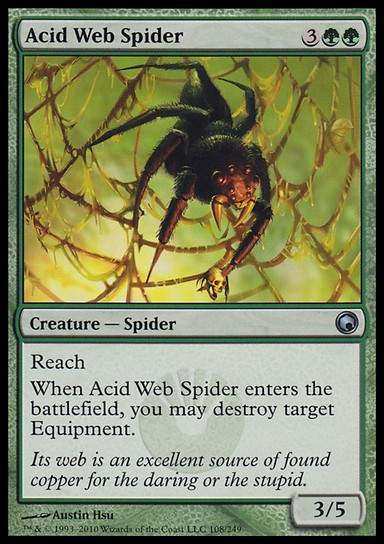 Acid Web Spider 3
Creature — Spider
Reach
When Acid Web Spider enters the
battlefield, you may destroy target
Equipment.
Its web is an excellent source of found
copper for the daring or the stupid.
Austin Hsu
™ & © 1993–2010 Wizards of the Coast LLC 108/249
3/5